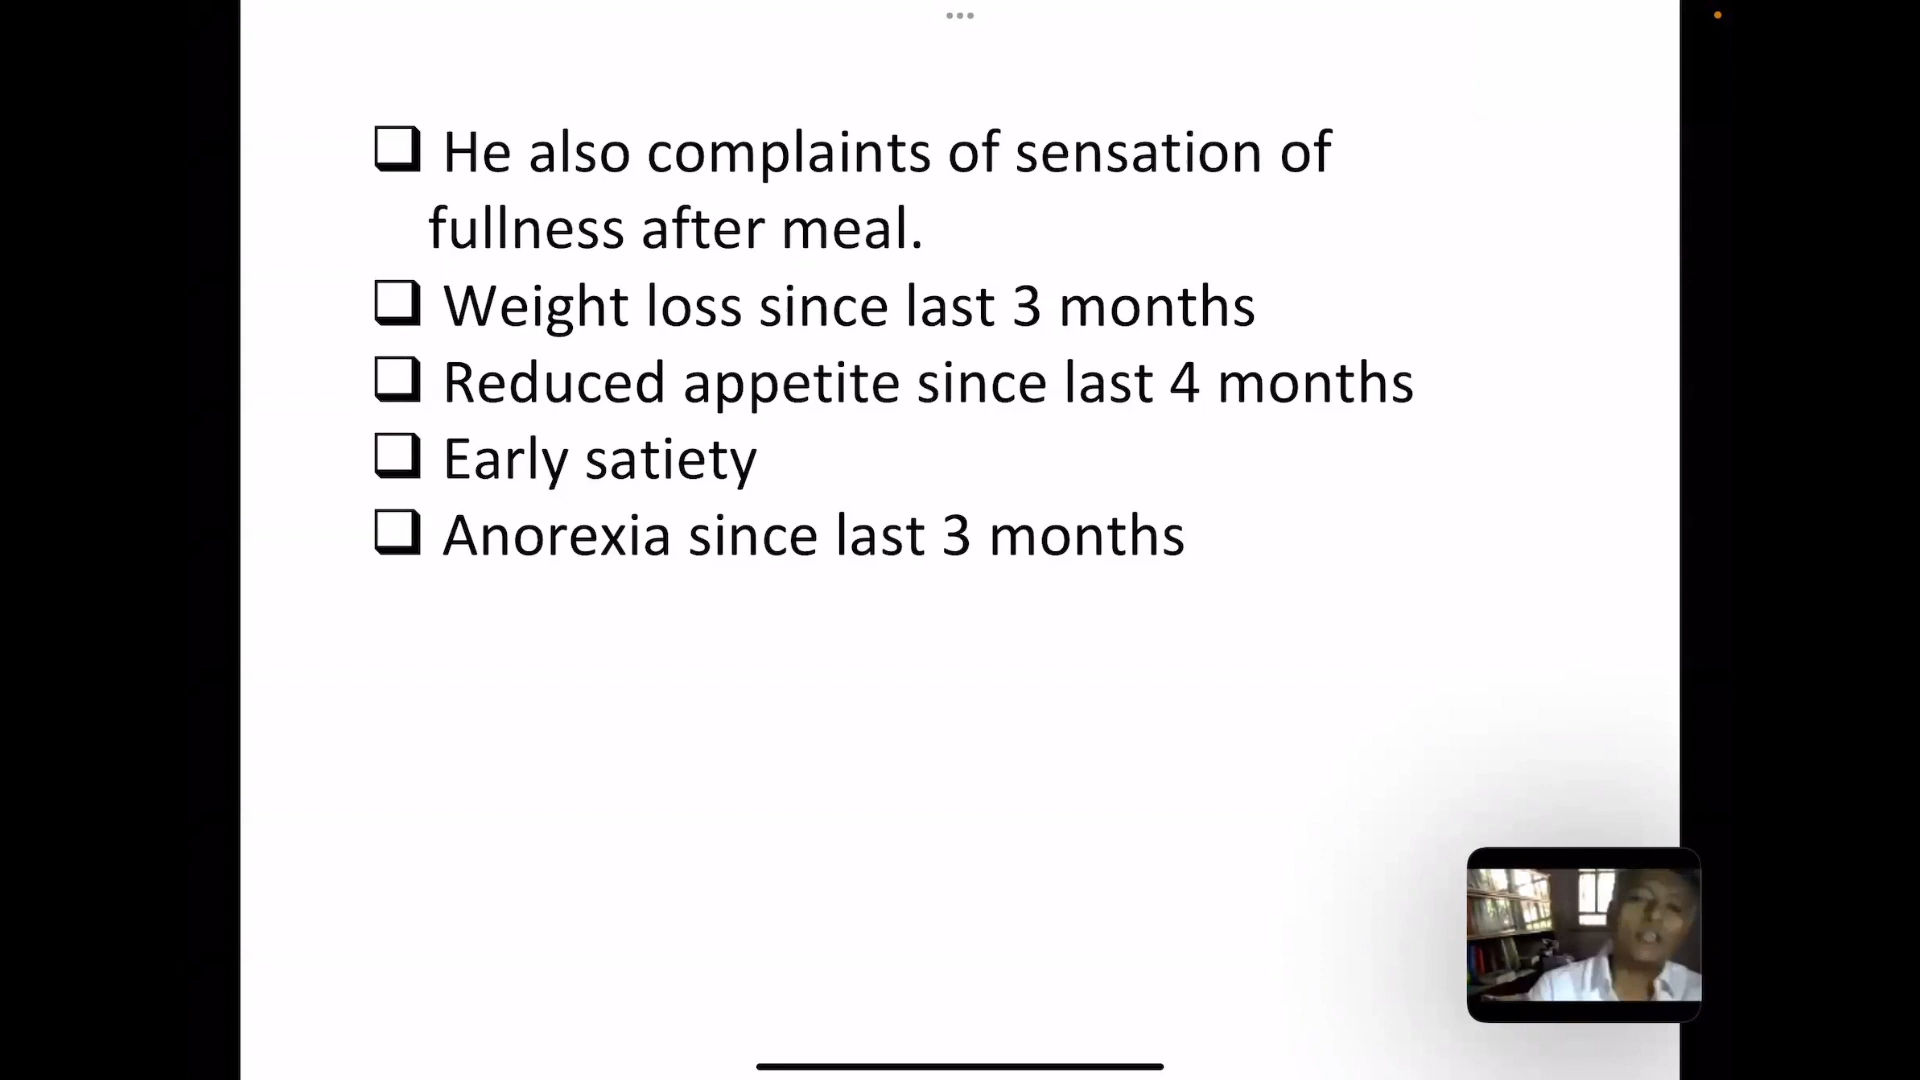 He also complaints of sensation of
fullness after meal.
Weight loss since last 3 months
Reduced appetite since last 4 months
Early satiety
Anorexia since last 3 months